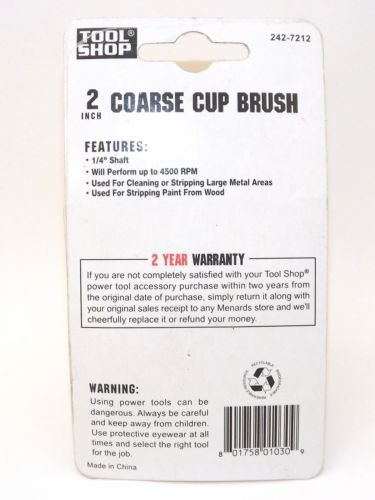 TOOL®
SHOP
242-7212
2 INCH COARSE CUP BRUSH
FEATURES:
• 1/4" Shaft
• Will Perform up to 4500 RPM
• Used For Cleaning or Stripping Large Metal Areas
• Used For Stripping Paint From Wood
2 YEAR WARRANTY
If you are not completely satisfied with your Tool Shop®
power tool accessory purchase within two years from
the original date of purchase, simply return it along with
your original sales receipt to any Menards store and we'll
cheerfully replace it or refund your money.
WARNING:
Using power tools can be
dangerous. Always be careful
and keep away from children.
Use protective eyewear at all
times and select the right tool
for the job.
Made in China
RECYCLABLE
8 01758 01030 9